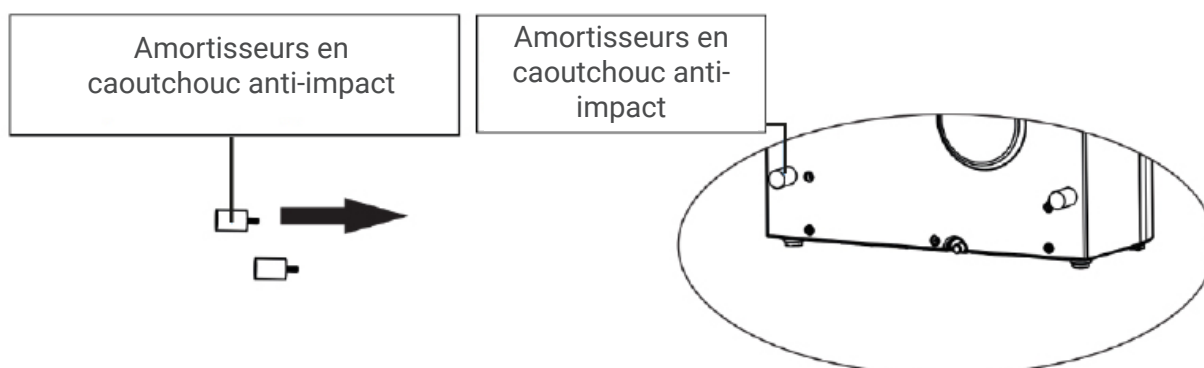 Amortisseurs en
caoutchouc anti-impact
Amortisseurs en
caoutchouc anti-
impact